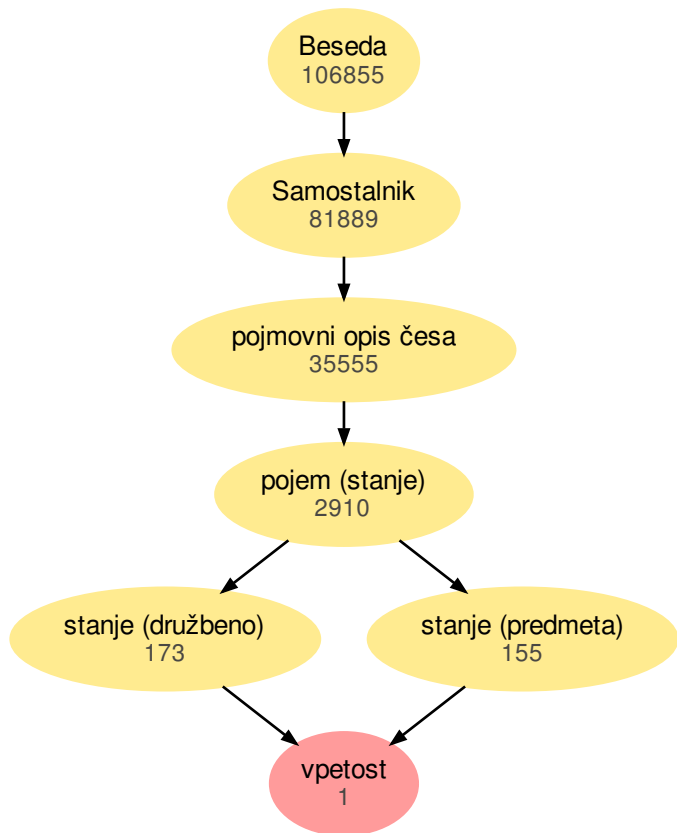 Beseda
106855
Samostalnik
81889
pojmovni opis česa
35555
pojem (stanje)
2910
stanje (družbeno)
173
stanje (predmeta)
155
vpetost
1